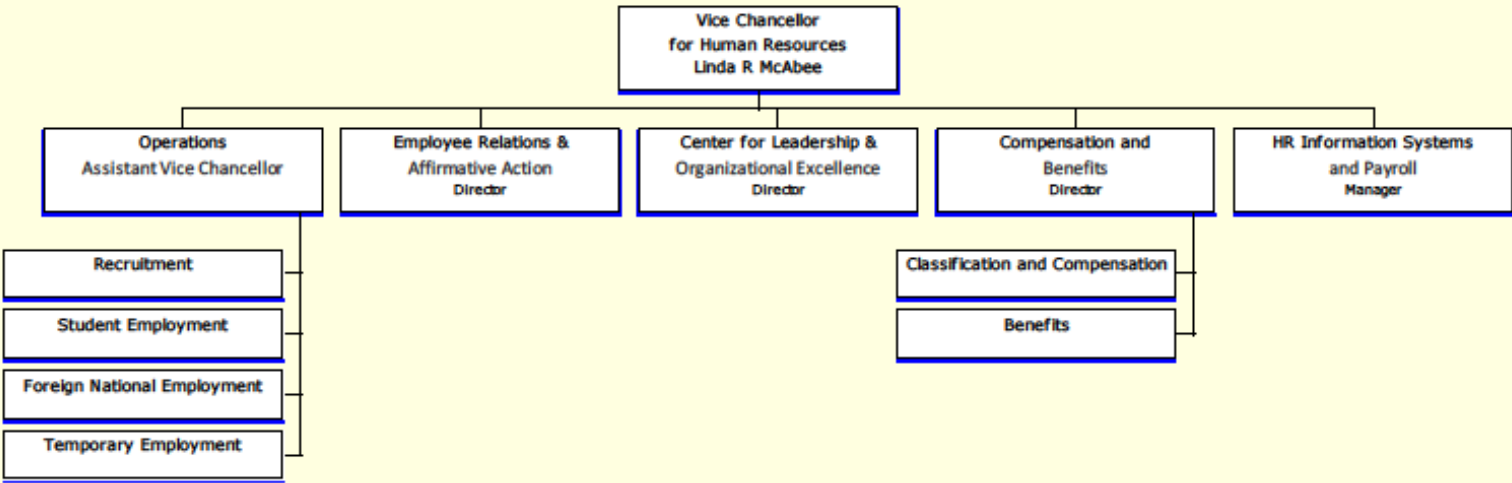 Vice Chancellor
for Human Resources
Linda R McAbee
Operations
Assistant Vice Chancellor
Employee Relations &
Affirmative Action
Director
Center for Leadership &
Organizational Excellence
Director
Compensation and
Benefits
Director
HR Information Systems
and Payroll
Manager
Recruitment
Student Employment
Foreign National Employment
Temporary Employment
Classification and Compensation
Benefits